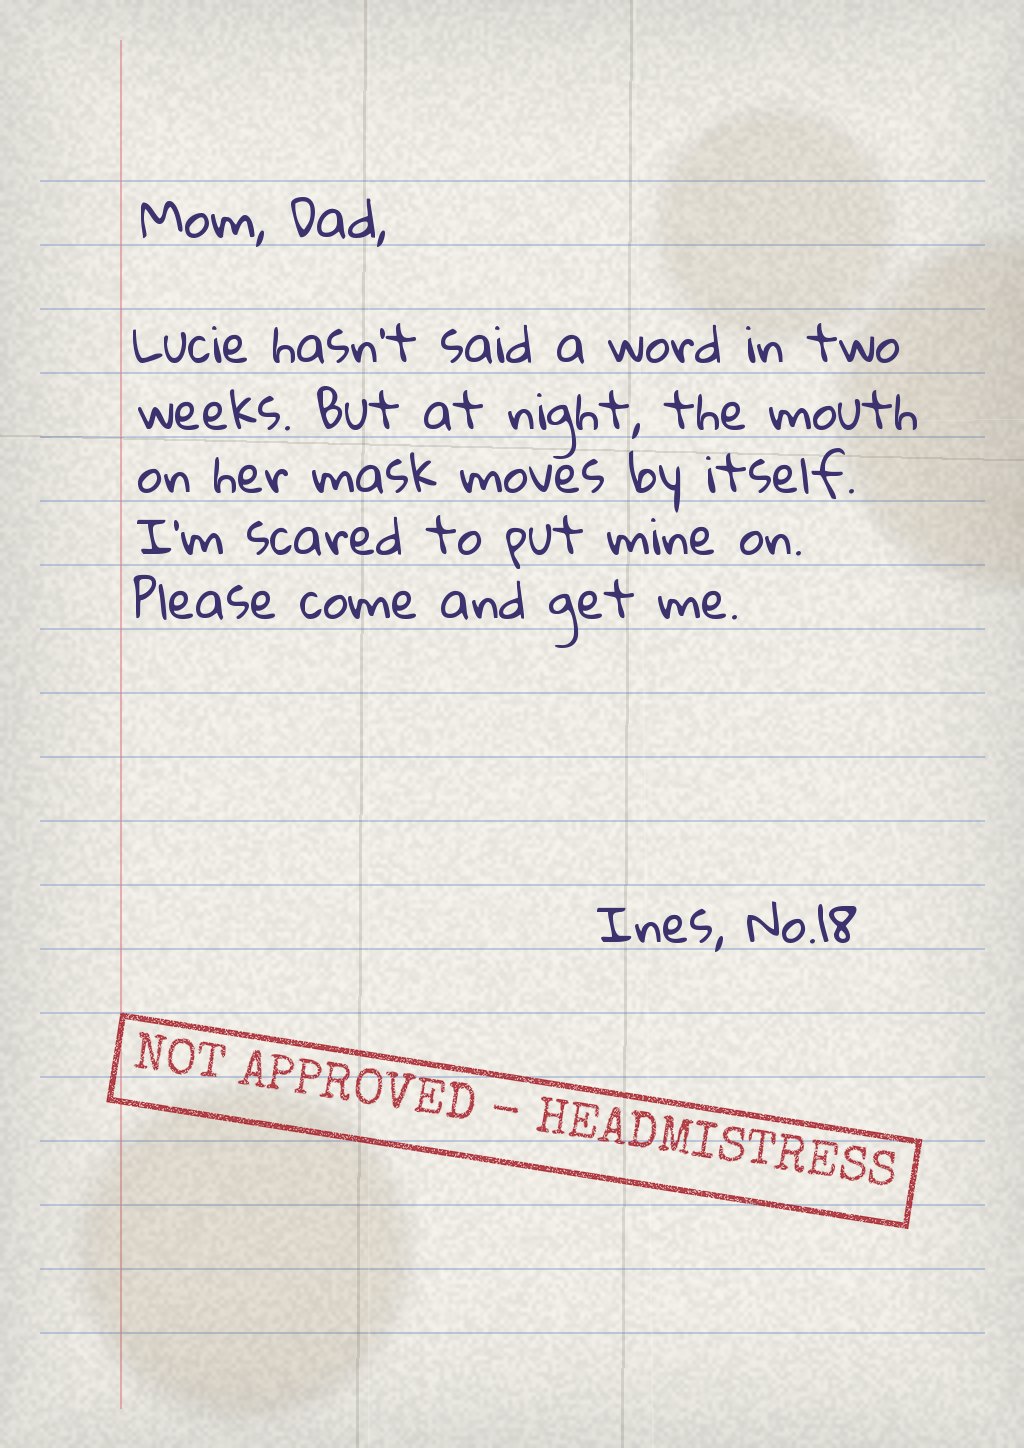 Mom, Dad,
Lucie hasn't said a word in two
weeks. But at night, the mouth
on her mask moves by itself.
I'm scared to put mine on.
Please come and get me.
Ines, No.18
NOT APPROVED – HEADMISTRESS